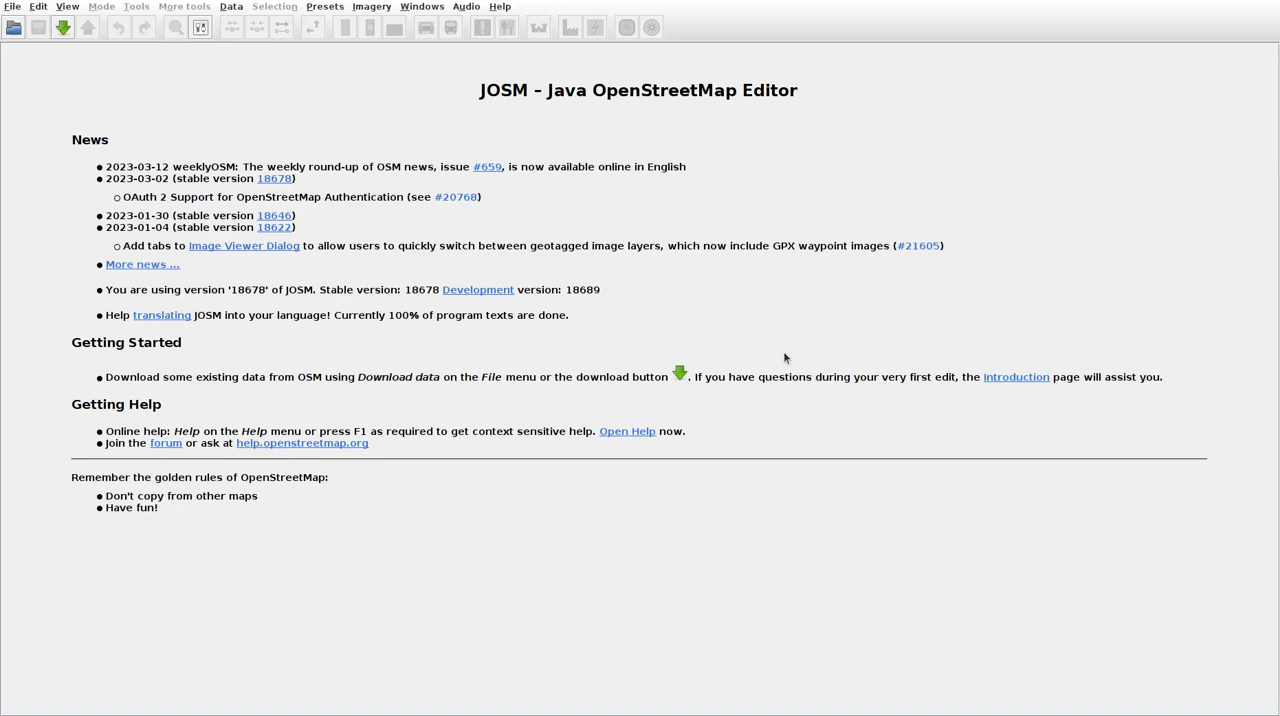 File Edit View Mode Tools More tools Data Selection Presets Imagery Windows Audio Help
JOSM – Java OpenStreetMap Editor
News
2023-03-12 weeklyOSM: The weekly round-up of OSM news, issue #659, is now available online in English
2023-03-02 (stable version 18678)
OAuth 2 Support for OpenStreetMap Authentication (see #20768)
2023-01-30 (stable version 18646)
2023-01-04 (stable version 18622)
Add tabs to Image Viewer Dialog to allow users to quickly switch between geotagged image layers, which now include GPX waypoint images (#21605)
More news ...
You are using version '18678' of JOSM. Stable version: 18678 Development version: 18689
Help translating JOSM into your language! Currently 100% of program texts are done.
Getting Started
Download some existing data from OSM using Download data on the File menu or the download button . If you have questions during your very first edit, the Introduction page will assist you.
Getting Help
Online help: Help on the Help menu or press F1 as required to get context sensitive help. Open Help now.
Join the forum or ask at help.openstreetmap.org
Remember the golden rules of OpenStreetMap:
Don't copy from other maps
Have fun!